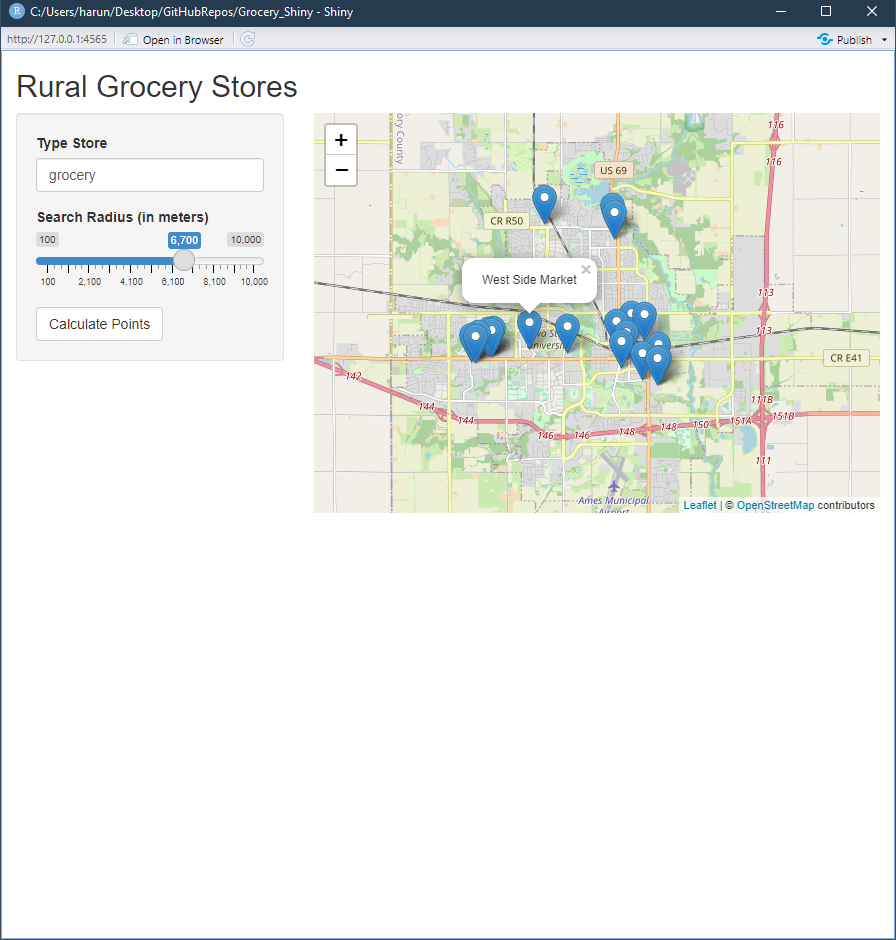 C:/Users/harun/Desktop/GitHubRepos/Grocery_Shiny - Shiny
http://127.0.0.1:4565
Open in Browser
Publish
Rural Grocery Stores
Type Store
grocery
Search Radius (in meters)
100
6,700
10,000
100
2,100
4,100
6,100
8,100
10,000
Calculate Points
+
−
ory County
116
116
US 69
CR R50
West Side Market
113
113
CR E41
142
144
144
146
146
148
148
150
151A
111B
151B
111
Ames Municipal
Airport
Leaflet | © OpenStreetMap contributors